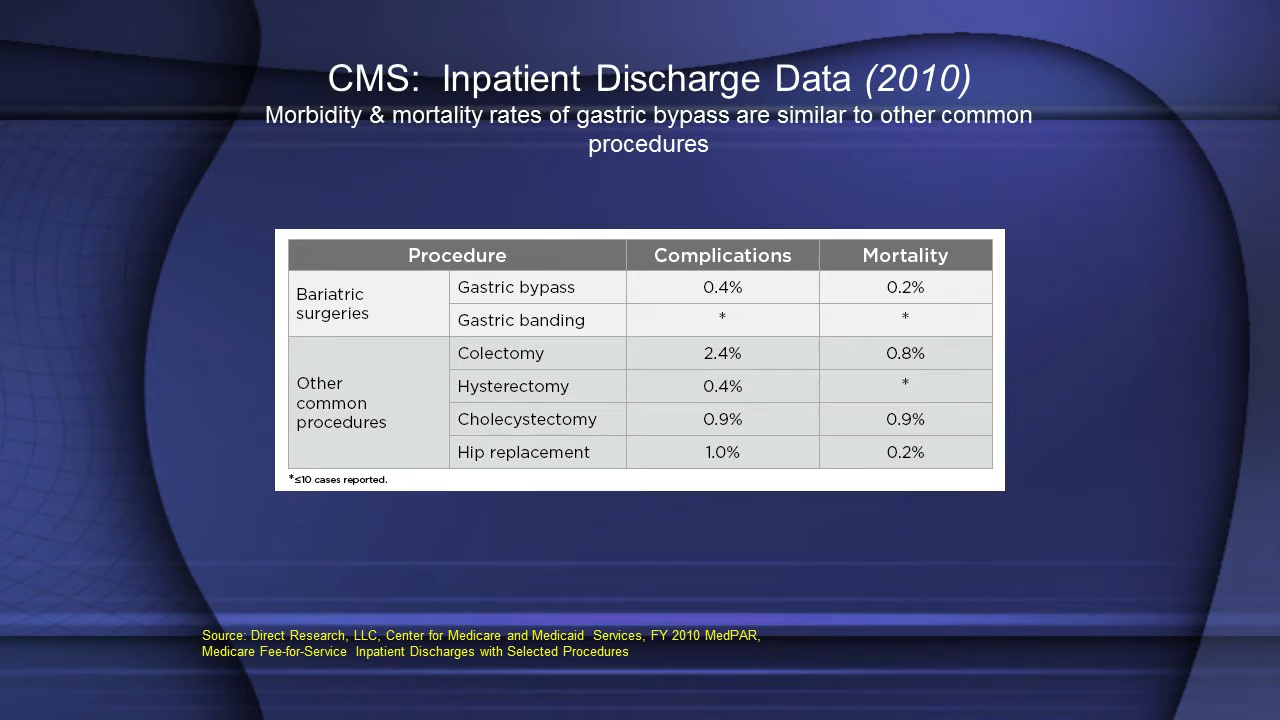 CMS:  Inpatient Discharge Data (2010)
Morbidity & mortality rates of gastric bypass are similar to other common
procedures
Procedure Complications Mortality
Bariatric
surgeries
Gastric bypass 0.4% 0.2%
Gastric banding * *
Other
common
procedures
Colectomy 2.4% 0.8%
Hysterectomy 0.4% *
Cholecystectomy 0.9% 0.9%
Hip replacement 1.0% 0.2%
*≤10 cases reported.
Source: Direct Research, LLC, Center for Medicare and Medicaid  Services, FY 2010 MedPAR,
Medicare Fee-for-Service  Inpatient Discharges with Selected Procedures